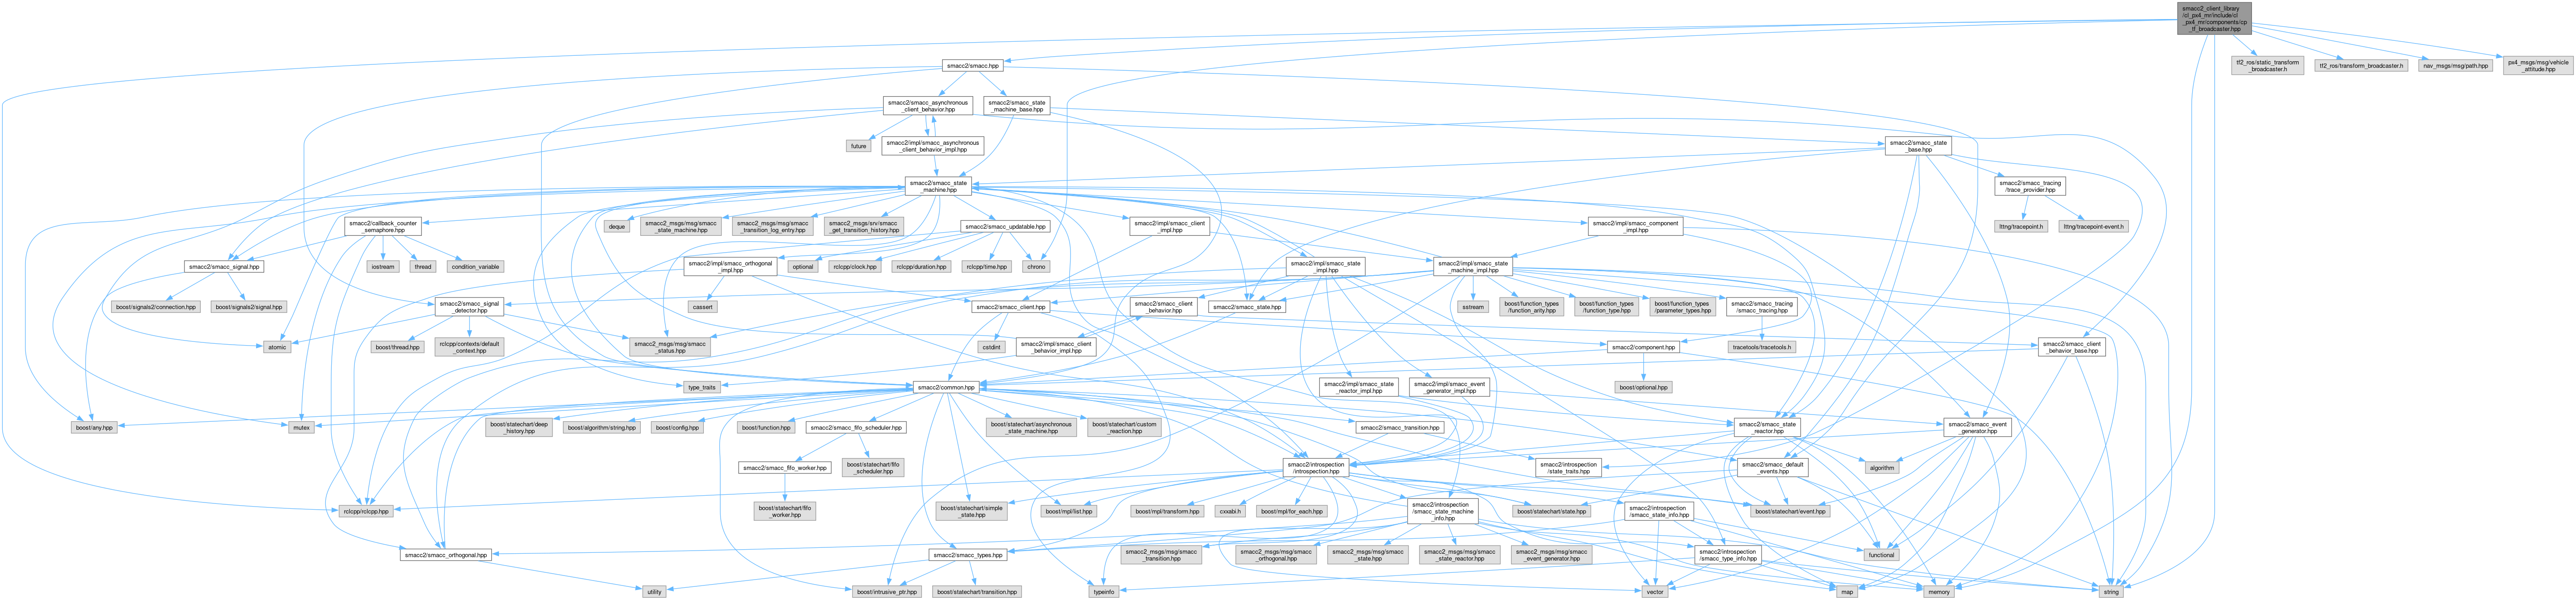 smacc2_client_library
/cl_px4_mr/include/cl
_px4_mr/components/cp
_tf_broadcaster.hpp
smacc2/smacc.hpp
tf2_ros/static_transform
_broadcaster.h
tf2_ros/transform_broadcaster.h
nav_msgs/msg/path.hpp
px4_msgs/msg/vehicle
_attitude.hpp
smacc2/smacc_asynchronous
_client_behavior.hpp
smacc2/smacc_state
_machine_base.hpp
future
smacc2/impl/smacc_asynchronous
_client_behavior_impl.hpp
smacc2/smacc_state
_base.hpp
smacc2/smacc_state
_machine.hpp
smacc2/smacc_tracing
/trace_provider.hpp
smacc2/callback_counter
_semaphore.hpp
deque
smacc2_msgs/msg/smacc
_state_machine.hpp
smacc2_msgs/msg/smacc
_transition_log_entry.hpp
smacc2_msgs/srv/smacc
_get_transition_history.hpp
smacc2/smacc_updatable.hpp
smacc2/impl/smacc_client
_impl.hpp
smacc2/impl/smacc_component
_impl.hpp
lttng/tracepoint.h
lttng/tracepoint-event.h
smacc2/smacc_signal.hpp
iostream
thread
condition_variable
smacc2/impl/smacc_orthogonal
_impl.hpp
optional
rclcpp/clock.hpp
rclcpp/duration.hpp
rclcpp/time.hpp
chrono
smacc2/impl/smacc_state
_impl.hpp
smacc2/impl/smacc_state
_machine_impl.hpp
boost/signals2/connection.hpp
boost/signals2/signal.hpp
smacc2/smacc_signal
_detector.hpp
cassert
smacc2/smacc_client.hpp
smacc2/smacc_client
_behavior.hpp
smacc2/smacc_state.hpp
sstream
boost/function_types
/function_arity.hpp
boost/function_types
/function_type.hpp
boost/function_types
/parameter_types.hpp
smacc2/smacc_tracing
/smacc_tracing.hpp
atomic
boost/thread.hpp
rclcpp/contexts/default
_context.hpp
smacc2_msgs/msg/smacc
_status.hpp
cstdint
smacc2/impl/smacc_client
_behavior_impl.hpp
smacc2/component.hpp
tracetools/tracetools.h
smacc2/smacc_client
_behavior_base.hpp
type_traits
smacc2/common.hpp
smacc2/impl/smacc_state
_reactor_impl.hpp
smacc2/impl/smacc_event
_generator_impl.hpp
boost/optional.hpp
boost/any.hpp
mutex
boost/statechart/deep
_history.hpp
boost/algorithm/string.hpp
boost/config.hpp
boost/function.hpp
smacc2/smacc_fifo_scheduler.hpp
boost/statechart/asynchronous
_state_machine.hpp
boost/statechart/custom
_reaction.hpp
smacc2/smacc_transition.hpp
smacc2/smacc_state
_reactor.hpp
smacc2/smacc_event
_generator.hpp
smacc2/smacc_fifo_worker.hpp
boost/statechart/fifo
_scheduler.hpp
smacc2/introspection
/introspection.hpp
smacc2/introspection
/state_traits.hpp
smacc2/smacc_default
_events.hpp
algorithm
rclcpp/rclcpp.hpp
boost/statechart/fifo
_worker.hpp
boost/statechart/simple
_state.hpp
boost/mpl/list.hpp
boost/mpl/transform.hpp
cxxabi.h
boost/mpl/for_each.hpp
smacc2/introspection
/smacc_state_machine
_info.hpp
boost/statechart/state.hpp
smacc2/introspection
/smacc_state_info.hpp
boost/statechart/event.hpp
smacc2/smacc_orthogonal.hpp
smacc2/smacc_types.hpp
smacc2_msgs/msg/smacc
_transition.hpp
smacc2_msgs/msg/smacc
_orthogonal.hpp
smacc2_msgs/msg/smacc
_state.hpp
smacc2_msgs/msg/smacc
_state_reactor.hpp
smacc2_msgs/msg/smacc
_event_generator.hpp
smacc2/introspection
/smacc_type_info.hpp
functional
utility
boost/intrusive_ptr.hpp
boost/statechart/transition.hpp
typeinfo
vector
map
memory
string